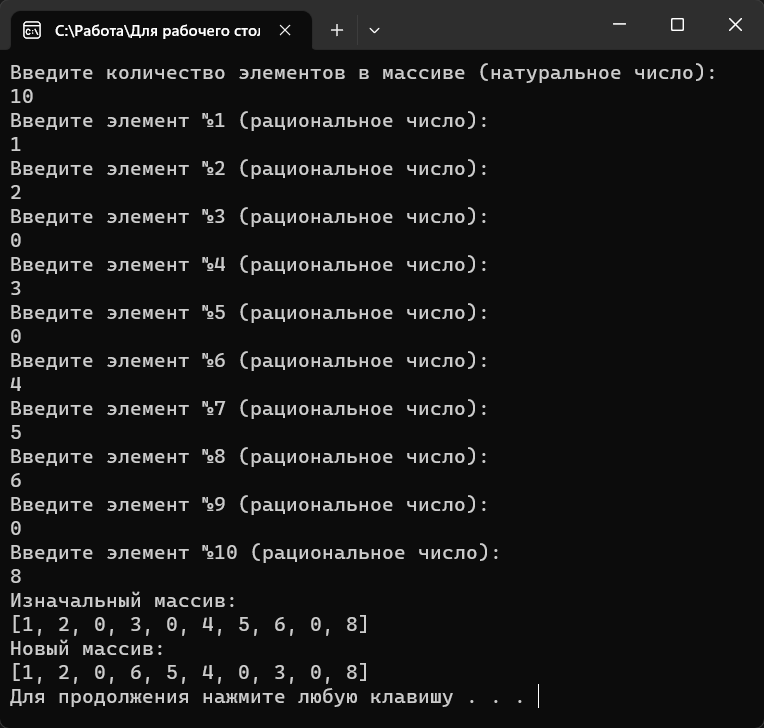 C:\Работа\Для рабочего стол
Введите количество элементов в массиве (натуральное число):
10
Введите элемент №1 (рациональное число):
1
Введите элемент №2 (рациональное число):
2
Введите элемент №3 (рациональное число):
0
Введите элемент №4 (рациональное число):
3
Введите элемент №5 (рациональное число):
0
Введите элемент №6 (рациональное число):
4
Введите элемент №7 (рациональное число):
5
Введите элемент №8 (рациональное число):
6
Введите элемент №9 (рациональное число):
0
Введите элемент №10 (рациональное число):
8
Изначальный массив:
[1, 2, 0, 3, 0, 4, 5, 6, 0, 8]
Новый массив:
[1, 2, 0, 6, 5, 4, 0, 3, 0, 8]
Для продолжения нажмите любую клавишу . . .